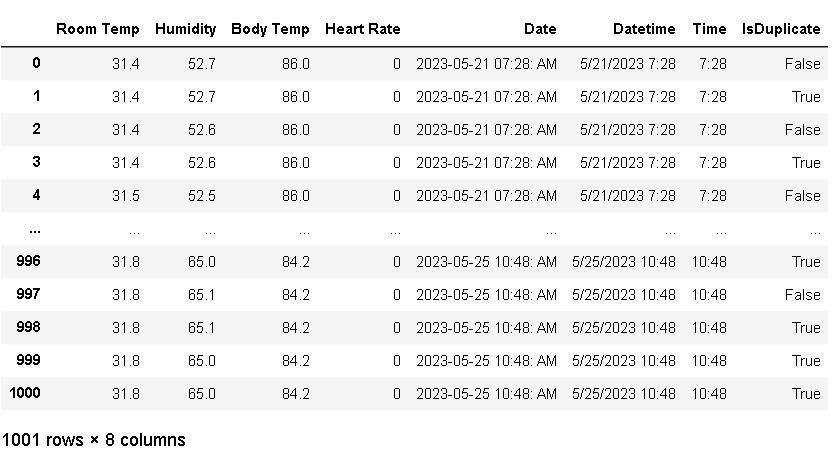 Room Temp Humidity Body Temp Heart Rate Date Datetime Time IsDuplicate
0 31.4 52.7 86.0 0 2023-05-21 07:28: AM 5/21/2023 7:28 7:28 False
1 31.4 52.7 86.0 0 2023-05-21 07:28: AM 5/21/2023 7:28 7:28 True
2 31.4 52.6 86.0 0 2023-05-21 07:28: AM 5/21/2023 7:28 7:28 False
3 31.4 52.6 86.0 0 2023-05-21 07:28: AM 5/21/2023 7:28 7:28 True
4 31.5 52.5 86.0 0 2023-05-21 07:28: AM 5/21/2023 7:28 7:28 False
... ... ... ... ... ... ... ... ...
996 31.8 65.0 84.2 0 2023-05-25 10:48: AM 5/25/2023 10:48 10:48 True
997 31.8 65.1 84.2 0 2023-05-25 10:48: AM 5/25/2023 10:48 10:48 False
998 31.8 65.1 84.2 0 2023-05-25 10:48: AM 5/25/2023 10:48 10:48 True
999 31.8 65.0 84.2 0 2023-05-25 10:48: AM 5/25/2023 10:48 10:48 True
1000 31.8 65.0 84.2 0 2023-05-25 10:48: AM 5/25/2023 10:48 10:48 True
1001 rows × 8 columns